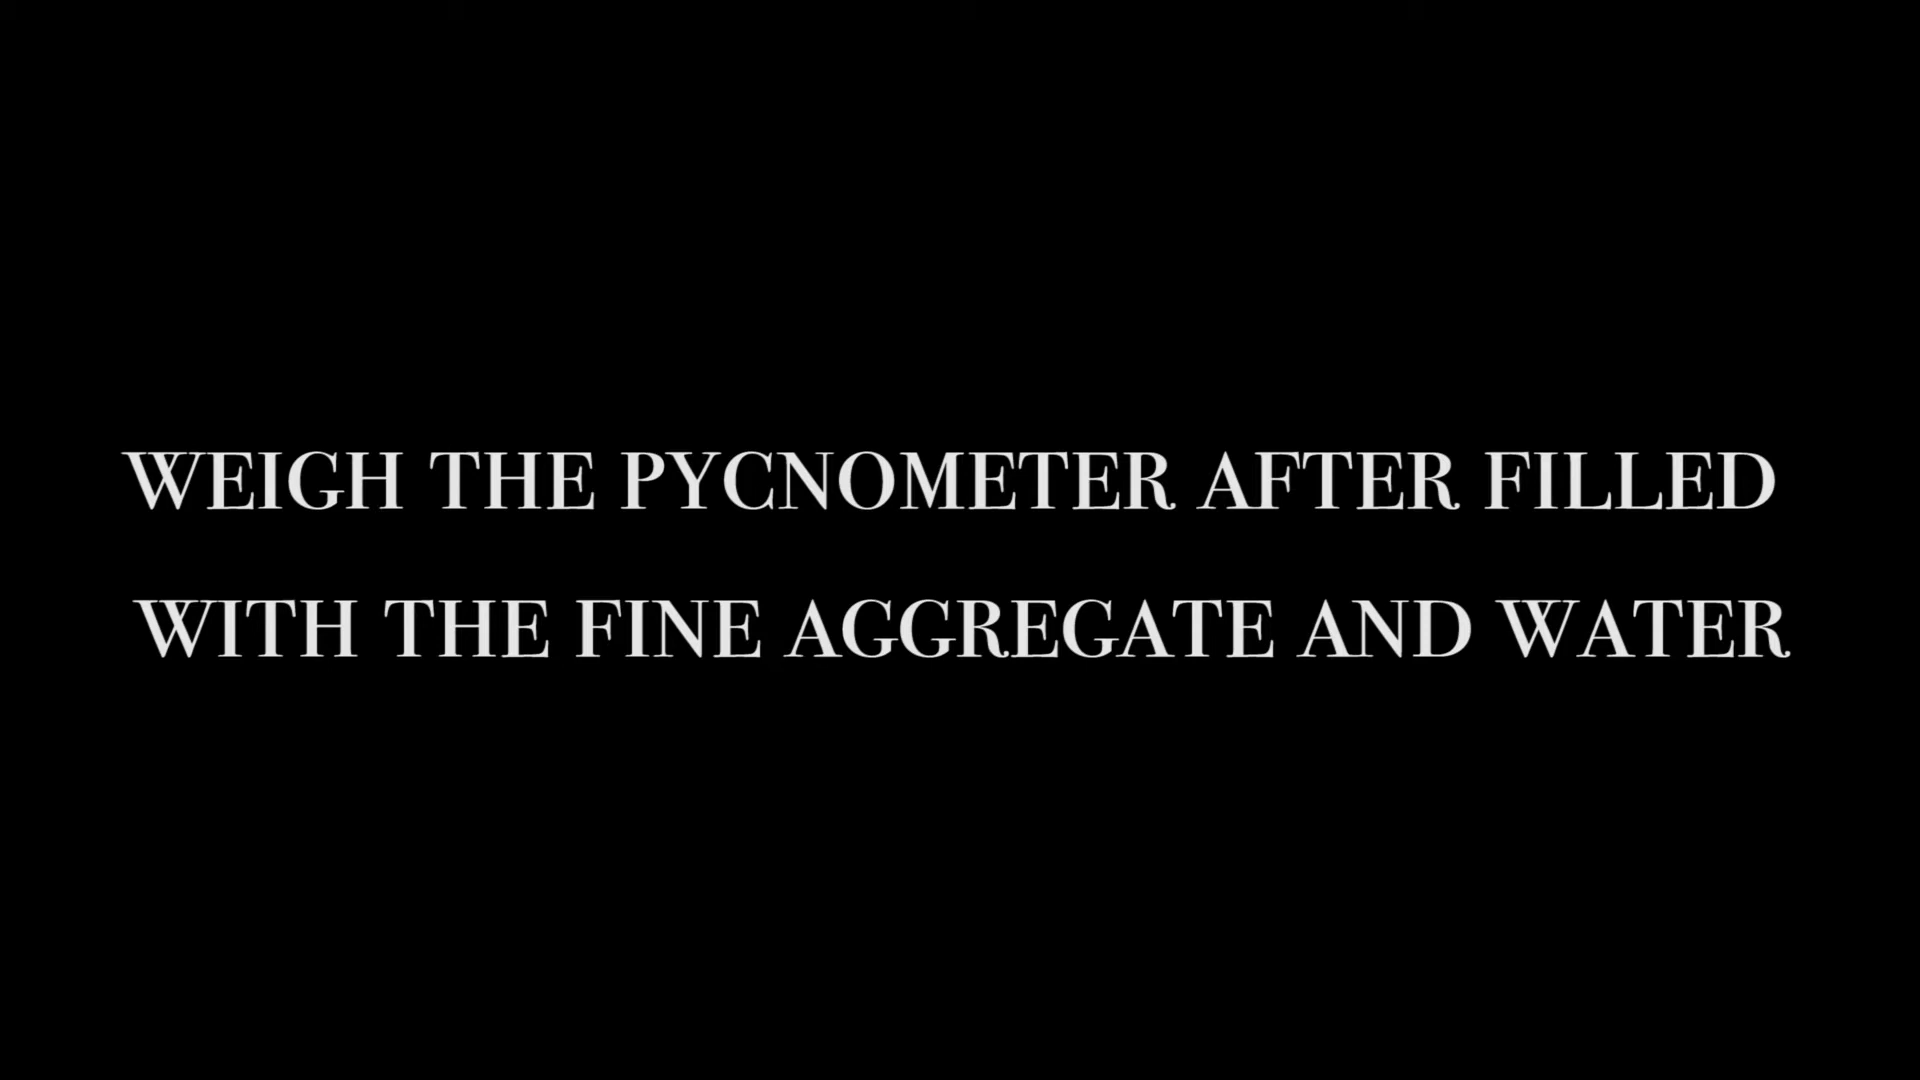 WEIGH THE PYCNOMETER AFTER FILLED
WITH THE FINE AGGREGATE AND WATER